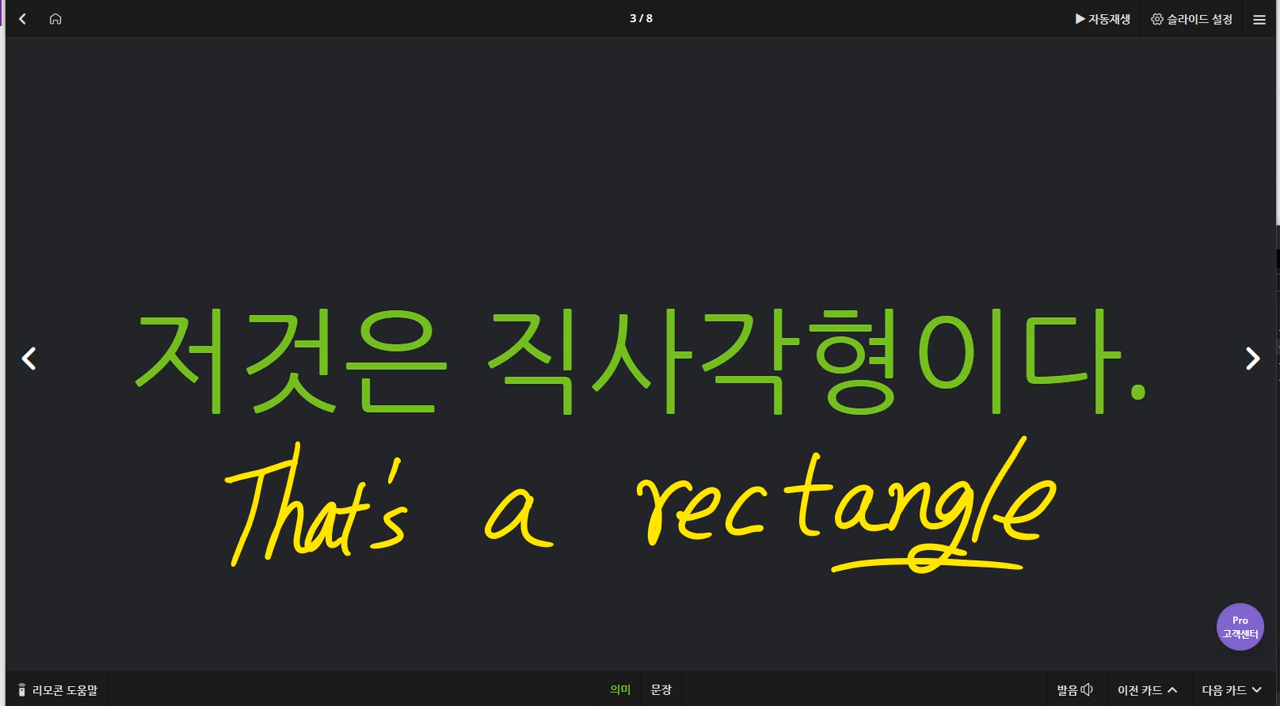 3 / 8
자동재생
슬라이드 설정
저것은 직사각형이다.
That's a rectangle
Pro
고객센터
리모콘 도움말
의미
문장
발음
이전 카드
다음 카드